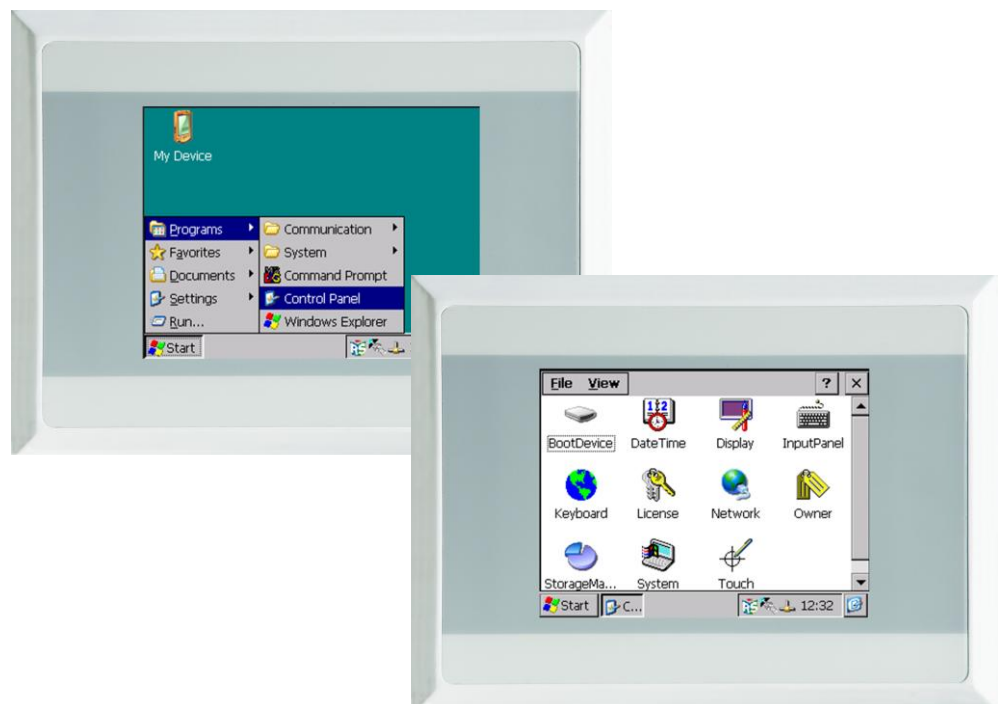 My Device
Programs
Communication
Favorites
System
Documents
Command Prompt
Settings
Control Panel
Run...
Windows Explorer
Start
File View ? ×
BootDevice DateTime Display InputPanel
Keyboard License Network Owner
StorageMa... System Touch
Start C... 12:32